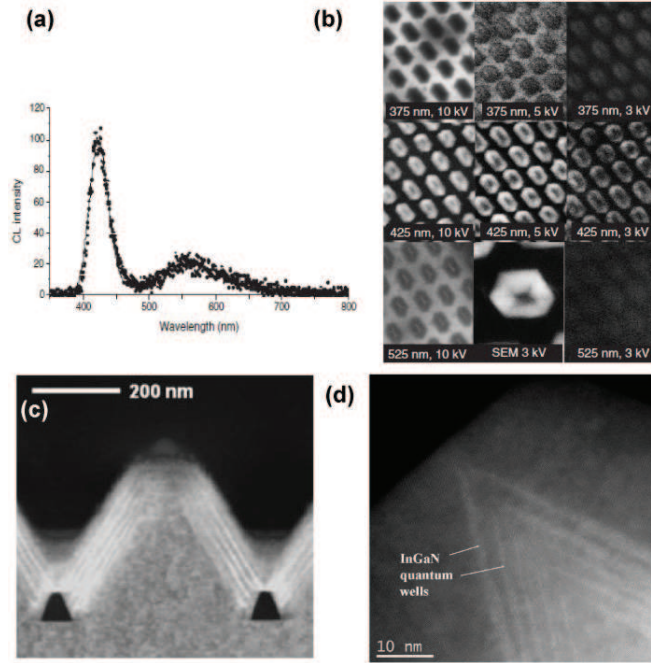 (a)
(b)
120
100
80
60
40
20
0
400
500
600
700
800
CL intensity
Wavelength (nm)
375 nm, 10 kV
375 nm, 5 kV
375 nm, 3 kV
425 nm, 10 kV
425 nm, 5 kV
425 nm, 3 kV
525 nm, 10 kV
SEM 3 kV
525 nm, 3 kV
(c)
200 nm
(d)
InGaN
quantum
wells
10 nm